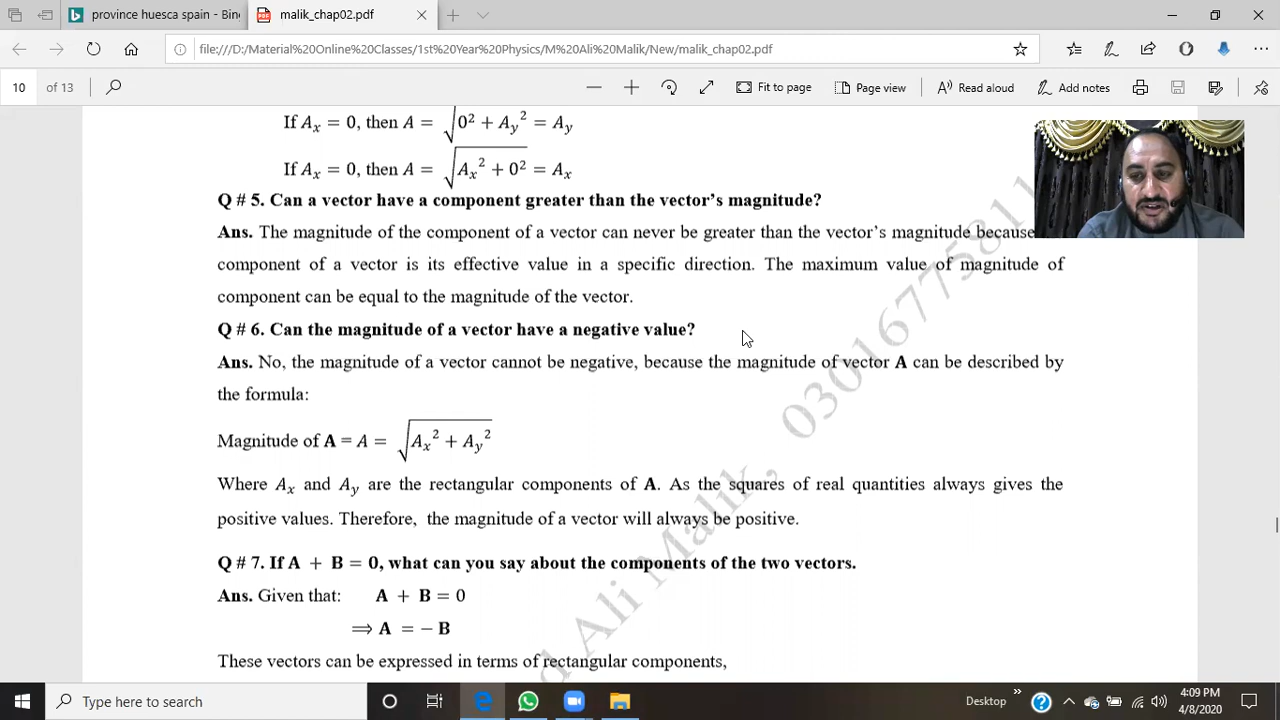 province huesca spain - Bin
malik_chap02.pdf
file:///D:/Material%20Online%20Classes/1st%20Year%20Physics/M%20Ali%20Malik/New/malik_chap02.pdf
10 of 13
Fit to page
Page view
Read aloud
Add notes
If Aₓ = 0, then A = √(0² + A_y²) = A_y
If Aₓ = 0, then A = √(Aₓ² + 0²) = Aₓ
Q # 5. Can a vector have a component greater than the vector's magnitude?
Ans. The magnitude of the component of a vector can never be greater than the vector's magnitude because
component of a vector is its effective value in a specific direction. The maximum value of magnitude of
component can be equal to the magnitude of the vector.
Q # 6. Can the magnitude of a vector have a negative value?
Ans. No, the magnitude of a vector cannot be negative, because the magnitude of vector A can be described by
the formula:
Magnitude of A = A = √(Aₓ² + A_y²)
Where Aₓ and A_y are the rectangular components of A. As the squares of real quantities always gives the
positive values. Therefore, the magnitude of a vector will always be positive.
Q # 7. If A + B = 0, what can you say about the components of the two vectors.
Ans. Given that: A + B = 0
⟹ A = − B
These vectors can be expressed in terms of rectangular components,
d Ali Malik, 03016775811
Type here to search
Desktop
4:09 PM
4/8/2020